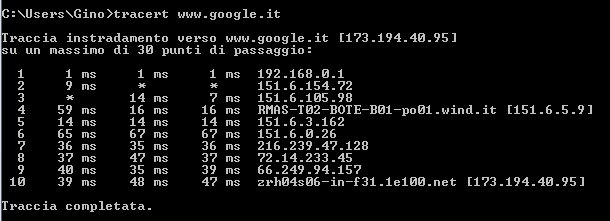 C:\Users\Gino>tracert www.google.it
Traccia instradamento verso www.google.it [173.194.40.95]
su un massimo di 30 punti di passaggio:
1 1 ms 1 ms 1 ms 192.168.0.1
2 9 ms * * 151.6.154.72
3 * 14 ms 7 ms 151.6.105.98
4 59 ms 16 ms 16 ms RMAS-T02-BOTE-B01-po01.wind.it [151.6.5.9]
5 14 ms 14 ms 14 ms 151.6.3.162
6 65 ms 67 ms 67 ms 151.6.0.26
7 36 ms 35 ms 36 ms 216.239.47.128
8 37 ms 47 ms 37 ms 72.14.233.45
9 40 ms 35 ms 39 ms 66.249.94.157
10 39 ms 48 ms 47 ms zrh04s06-in-f31.1e100.net [173.194.40.95]
Traccia completata.